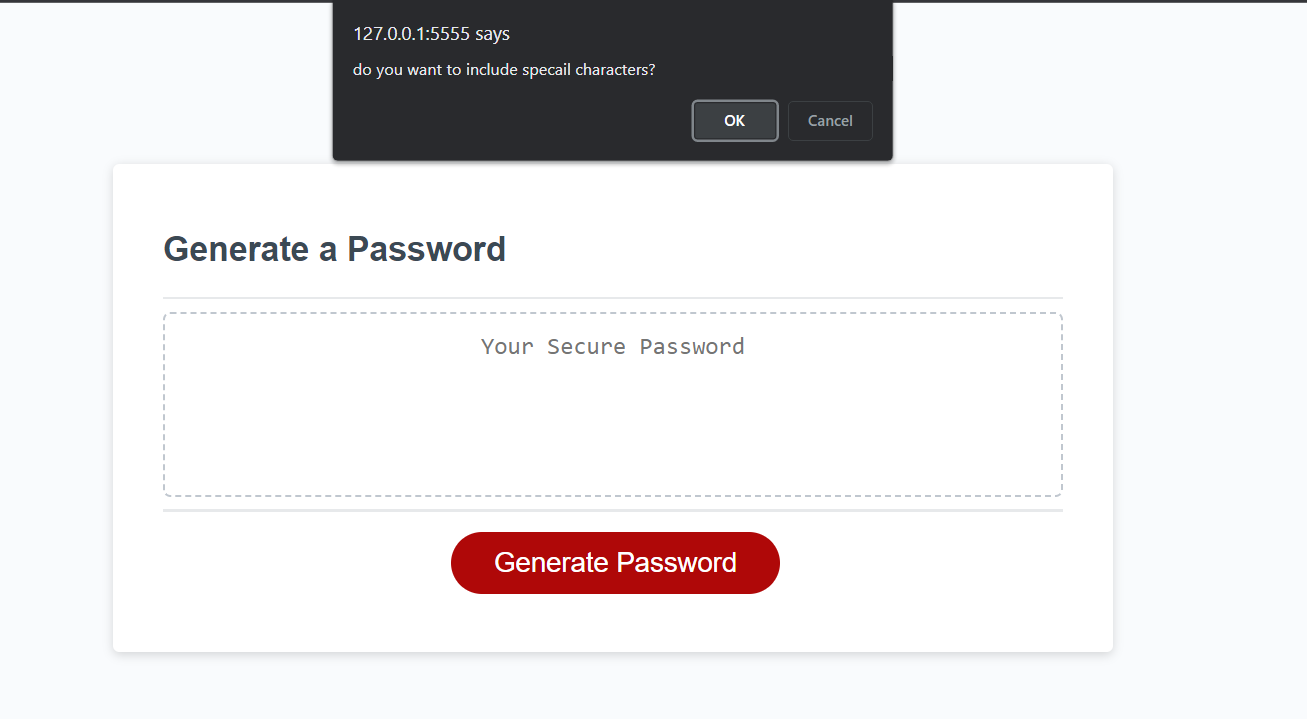 127.0.0.1:5555 says
do you want to include specail characters?
OK
Cancel
Generate a Password
Your Secure Password
Generate Password